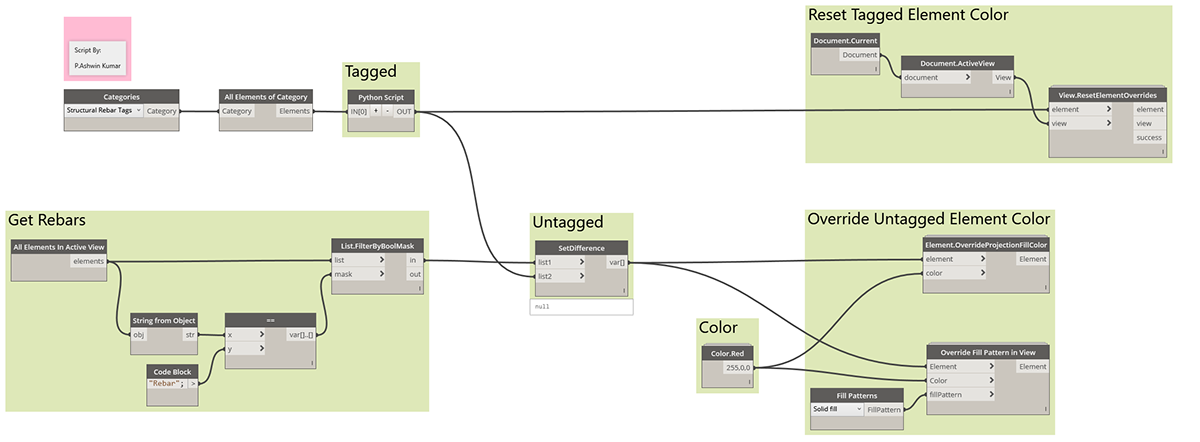 Script By:
P.Ashwin Kumar
Categories
Structural Rebar Tags Category
All Elements of Category
Category Elements
Tagged
Python Script
IN[0] + - OUT
Reset Tagged Element Color
Document.Current
Document
Document.ActiveView
document > View
View.ResetElementOverrides
element > element
view > view
success
Get Rebars
All Elements In Active View
elements
List.FilterByBoolMask
list > in
mask > out
String from Object
obj str
==
x > var[]..[]
y >
Code Block
"Rebar"; >
Untagged
SetDifference
list1 > var[]
list2 >
null
Color
Color.Red
255,0,0
Override Untagged Element Color
Element.OverrideProjectionFillColor
element > Element
color >
Override Fill Pattern in View
Element > Element
Color >
fillPattern >
Fill Patterns
Solid fill FillPattern